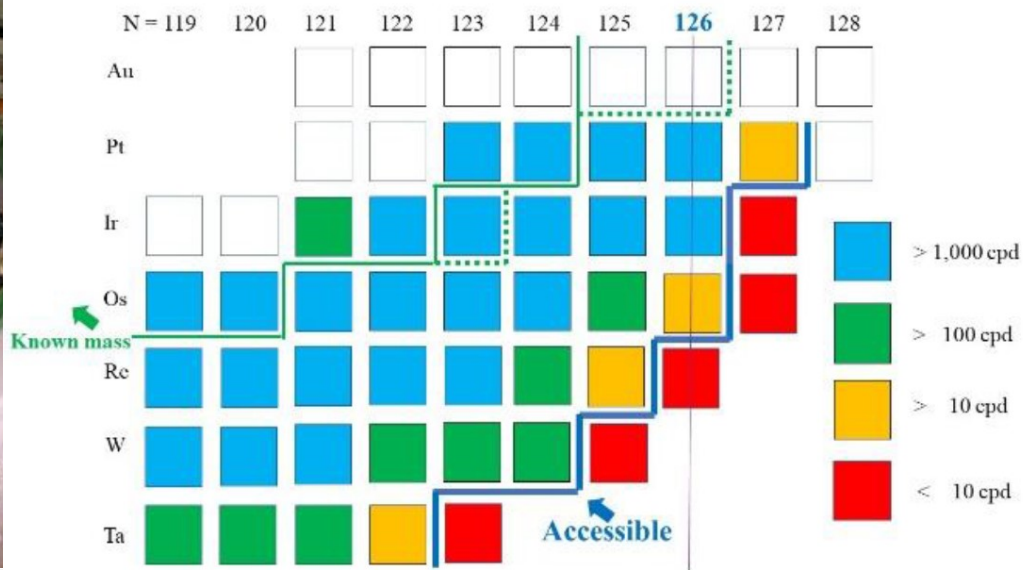 N = 119 120 121 122 123 124 125 126 127 128
Au
Pt
Ir
> 1,000 cpd
Os
Known mass
> 100 cpd
Re
> 10 cpd
W
< 10 cpd
Accessible
Ta